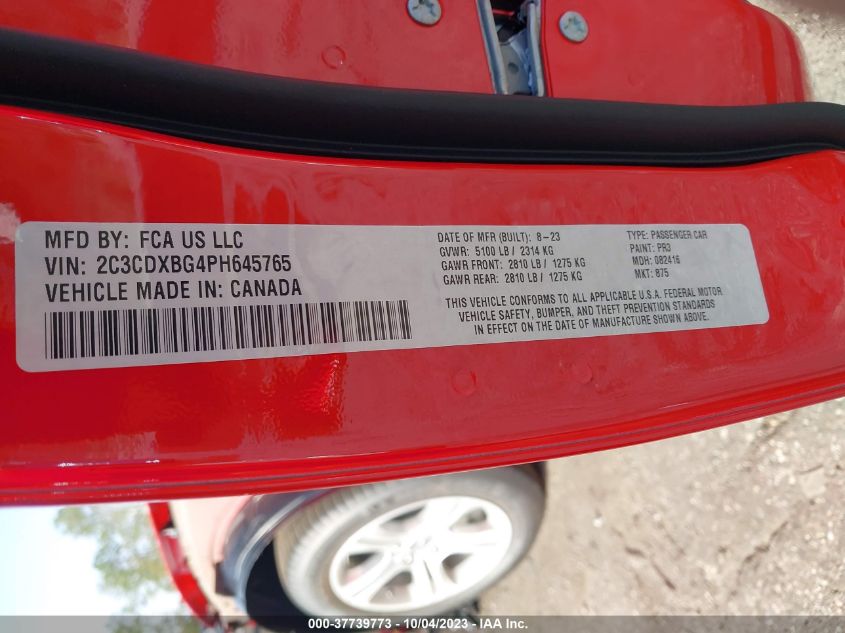 MFD BY: FCA US LLC
VIN: 2C3CDXBG4PH645765
VEHICLE MADE IN: CANADA
DATE OF MFR (BUILT): 8-23
GVWR: 5100 LB / 2314 KG
GAWR FRONT: 2810 LB / 1275 KG
GAWR REAR: 2810 LB / 1275 KG
TYPE: PASSENGER CAR
PAINT: PR3
MDH: 082416
MKT: 875
THIS VEHICLE CONFORMS TO ALL APPLICABLE U.S.A. FEDERAL MOTOR
VEHICLE SAFETY, BUMPER, AND THEFT PREVENTION STANDARDS
IN EFFECT ON THE DATE OF MANUFACTURE SHOWN ABOVE.
000-37739773 - 10/04/2023 - IAA Inc.